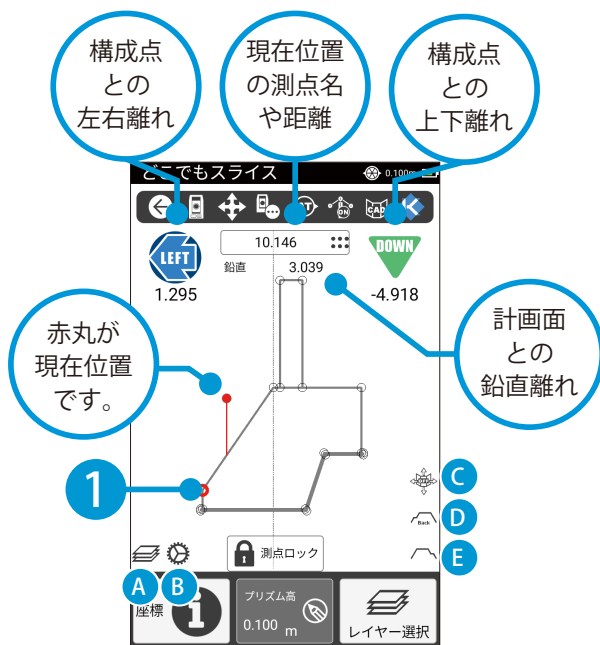 構成点
との
左右離れ
現在位置
の測点名
や距離
構成点
との
上下離れ
どこでもスライス
0.100m
ON
CAD
LEFT
10.146
DOWN
1.295
鉛直 3.039
-4.918
赤丸が
現在位置
です。
計画面
との
鉛直離れ
1
C
Back
D
E
測点ロック
A
B
座標
プリズム高
0.100 m
レイヤー選択